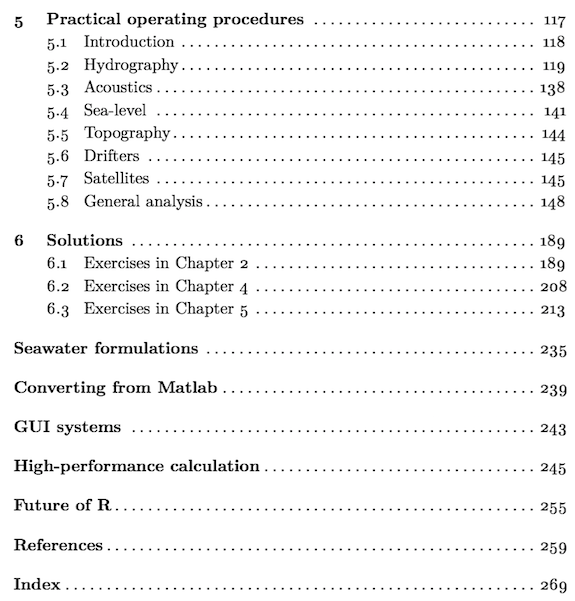 5 Practical operating procedures . . . . . . . . . . . . . . . . . . . . . . . . . . . 117
5.1 Introduction . . . . . . . . . . . . . . . . . . . . . . . . . . . . . . . . . . . . . . . . . . . 118
5.2 Hydrography . . . . . . . . . . . . . . . . . . . . . . . . . . . . . . . . . . . . . . . . . . . 119
5.3 Acoustics . . . . . . . . . . . . . . . . . . . . . . . . . . . . . . . . . . . . . . . . . . . . . . 138
5.4 Sea-level . . . . . . . . . . . . . . . . . . . . . . . . . . . . . . . . . . . . . . . . . . . . . . 141
5.5 Topography . . . . . . . . . . . . . . . . . . . . . . . . . . . . . . . . . . . . . . . . . . . . 144
5.6 Drifters . . . . . . . . . . . . . . . . . . . . . . . . . . . . . . . . . . . . . . . . . . . . . . . 145
5.7 Satellites . . . . . . . . . . . . . . . . . . . . . . . . . . . . . . . . . . . . . . . . . . . . . . 145
5.8 General analysis . . . . . . . . . . . . . . . . . . . . . . . . . . . . . . . . . . . . . . . . 148
6 Solutions . . . . . . . . . . . . . . . . . . . . . . . . . . . . . . . . . . . . . . . . . . . . . . . . 189
6.1 Exercises in Chapter 2 . . . . . . . . . . . . . . . . . . . . . . . . . . . . . . . . . . 189
6.2 Exercises in Chapter 4 . . . . . . . . . . . . . . . . . . . . . . . . . . . . . . . . . . 208
6.3 Exercises in Chapter 5 . . . . . . . . . . . . . . . . . . . . . . . . . . . . . . . . . . 213
Seawater formulations . . . . . . . . . . . . . . . . . . . . . . . . . . . . . . . . . . . . . . . 235
Converting from Matlab . . . . . . . . . . . . . . . . . . . . . . . . . . . . . . . . . . . . . 239
GUI systems . . . . . . . . . . . . . . . . . . . . . . . . . . . . . . . . . . . . . . . . . . . . . . . . 243
High-performance calculation . . . . . . . . . . . . . . . . . . . . . . . . . . . . . . . . 245
Future of R . . . . . . . . . . . . . . . . . . . . . . . . . . . . . . . . . . . . . . . . . . . . . . . . . 255
References . . . . . . . . . . . . . . . . . . . . . . . . . . . . . . . . . . . . . . . . . . . . . . . . . . 259
Index . . . . . . . . . . . . . . . . . . . . . . . . . . . . . . . . . . . . . . . . . . . . . . . . . . . . . . . 269